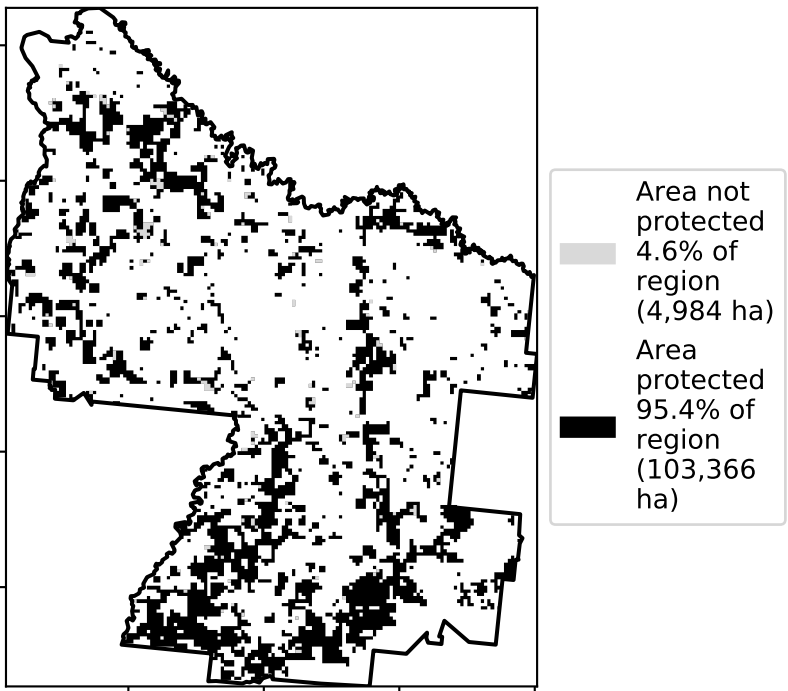 Area not
protected
4.6% of
region
(4,984 ha)
Area
protected
95.4% of
region
(103,366
ha)